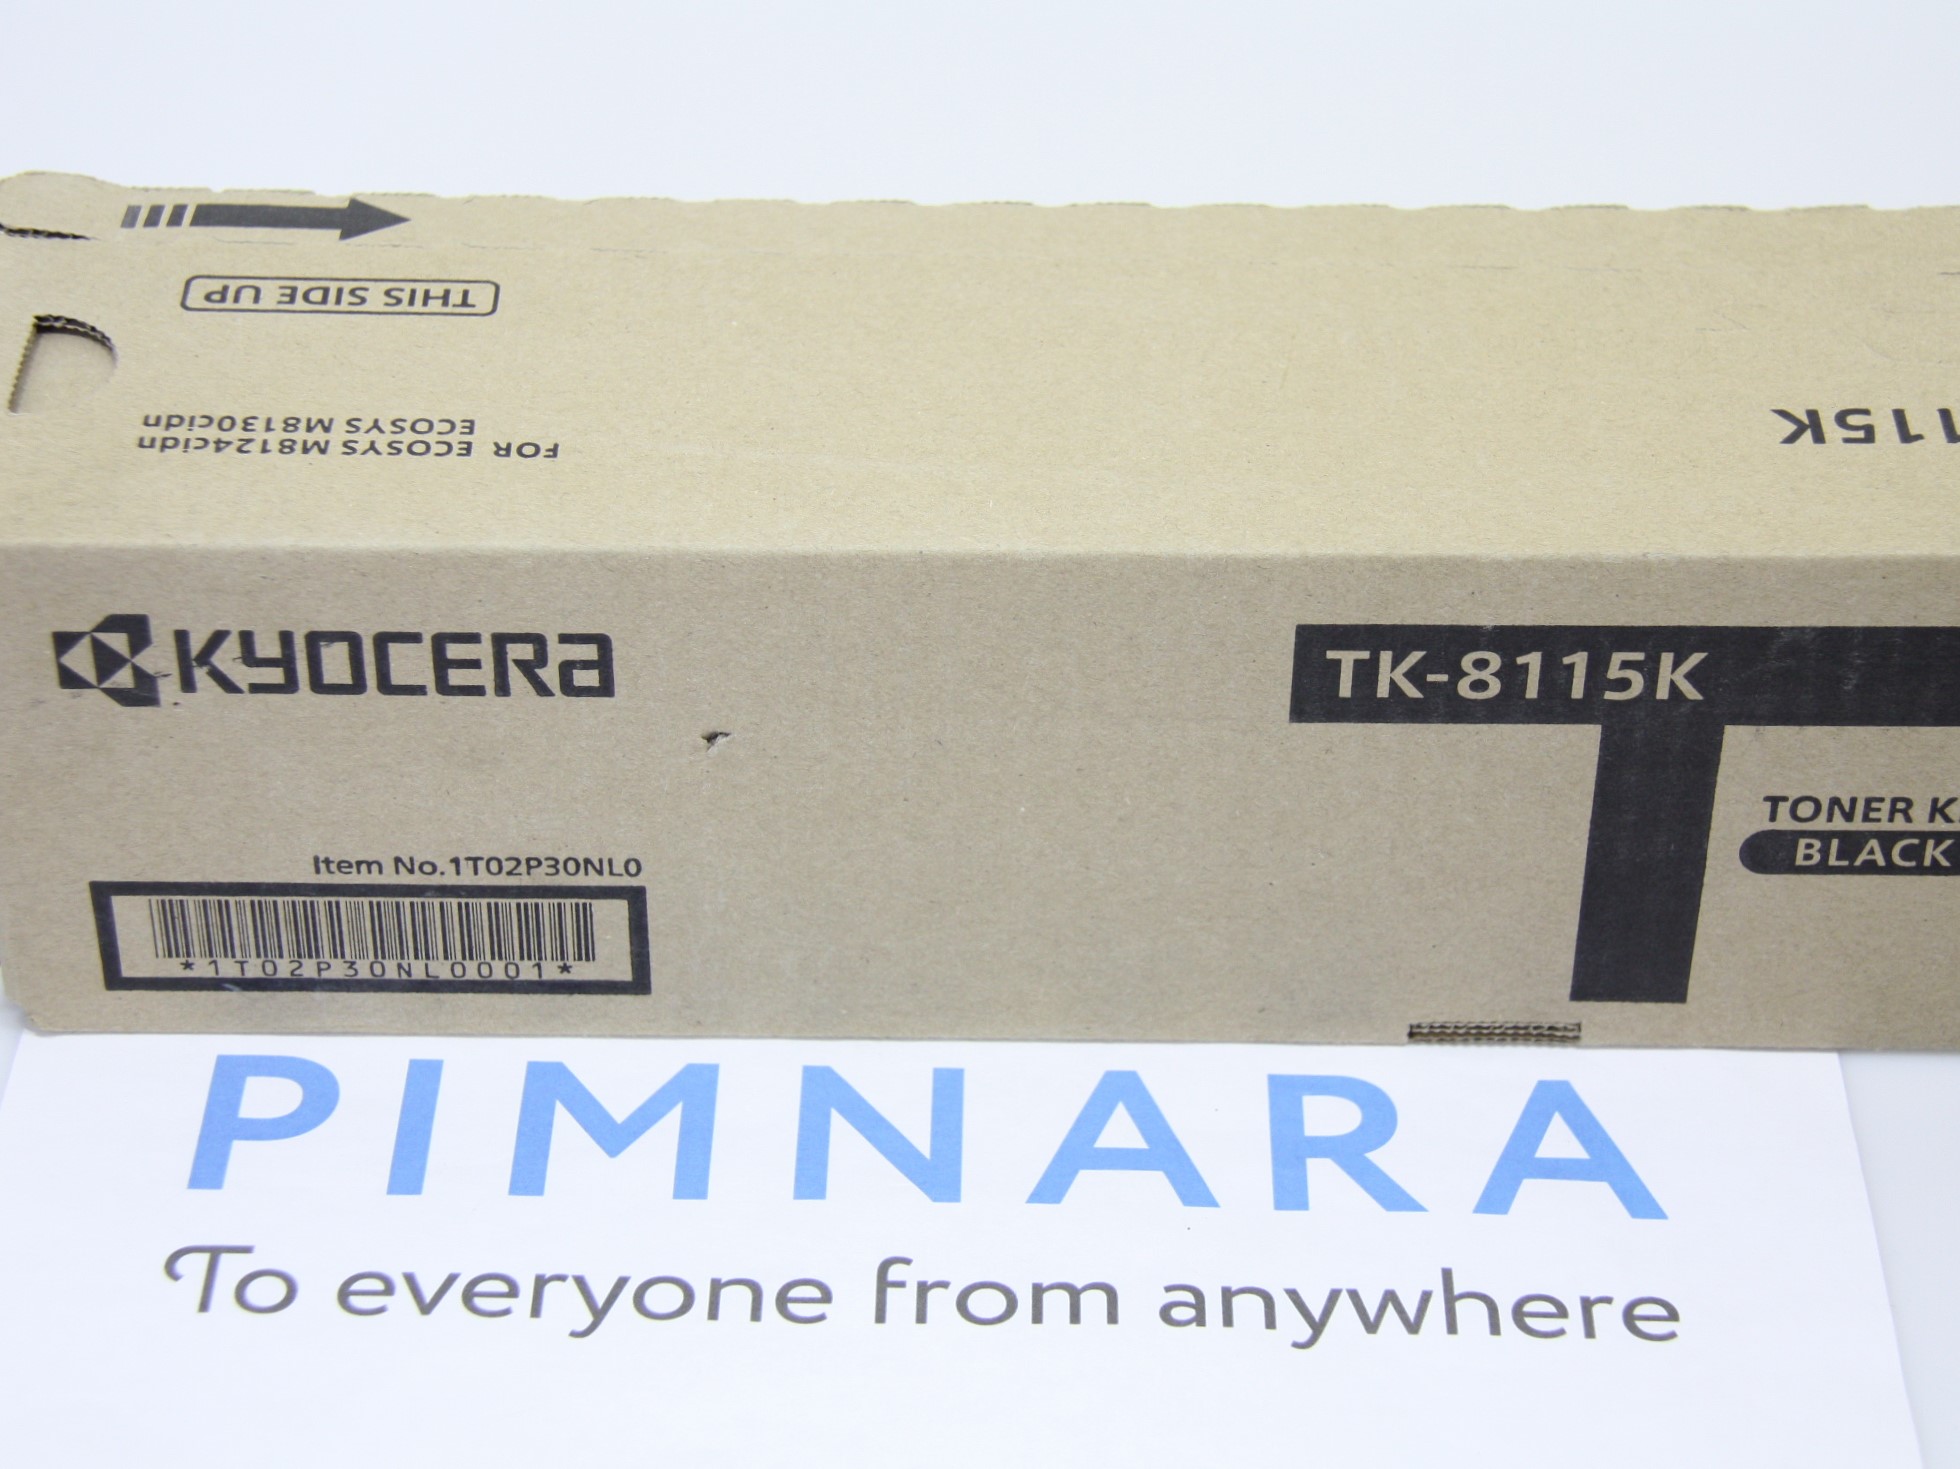 THIS SIDE UP
FOR ECOSYS M8124cidn
ECOSYS M8130cidn
115K
KYOCERA
TK-8115K
TONER K
BLACK
Item No.1T02P30NL0
*1T02P30NL0001*
PIMNARA
To everyone from anywhere